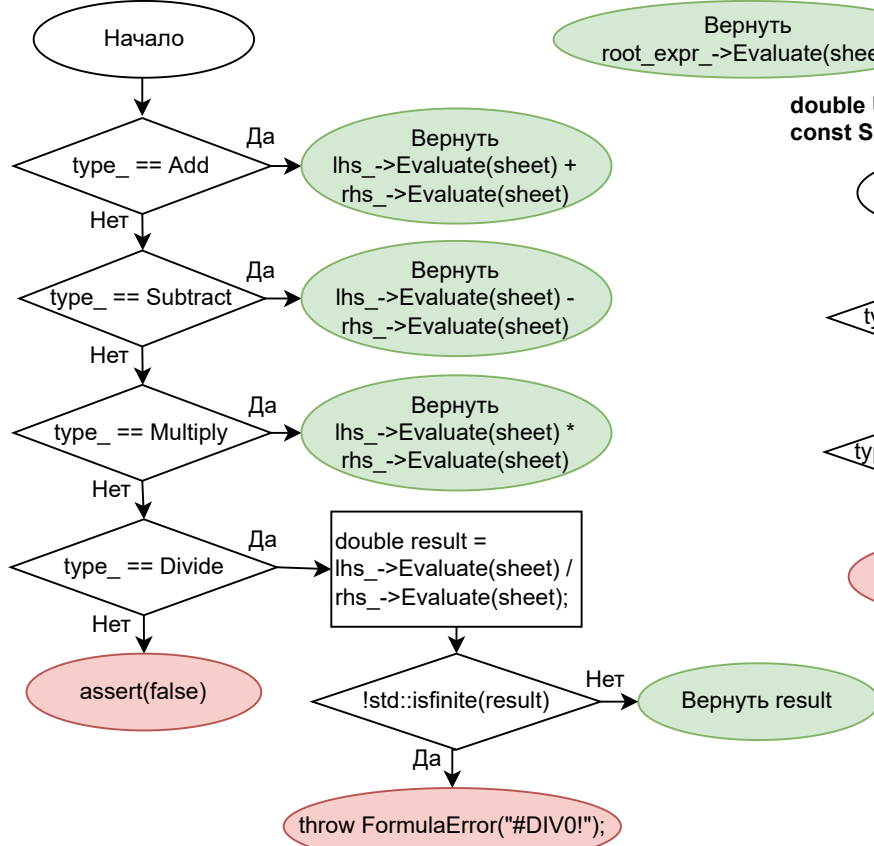 Начало
Вернуть
root_expr_->Evaluate(shee
double
const S
type_ == Add
Да
Нет
Вернуть
lhs_->Evaluate(sheet) +
rhs_->Evaluate(sheet)
type_ == Subtract
Да
Нет
Вернуть
lhs_->Evaluate(sheet) -
rhs_->Evaluate(sheet)
type_ == Multiply
Да
Нет
Вернуть
lhs_->Evaluate(sheet) *
rhs_->Evaluate(sheet)
type_ == Divide
Да
Нет
double result =
lhs_->Evaluate(sheet) /
rhs_->Evaluate(sheet);
assert(false)
!std::isfinite(result)
Нет
Да
Вернуть result
throw FormulaError("#DIV0!");